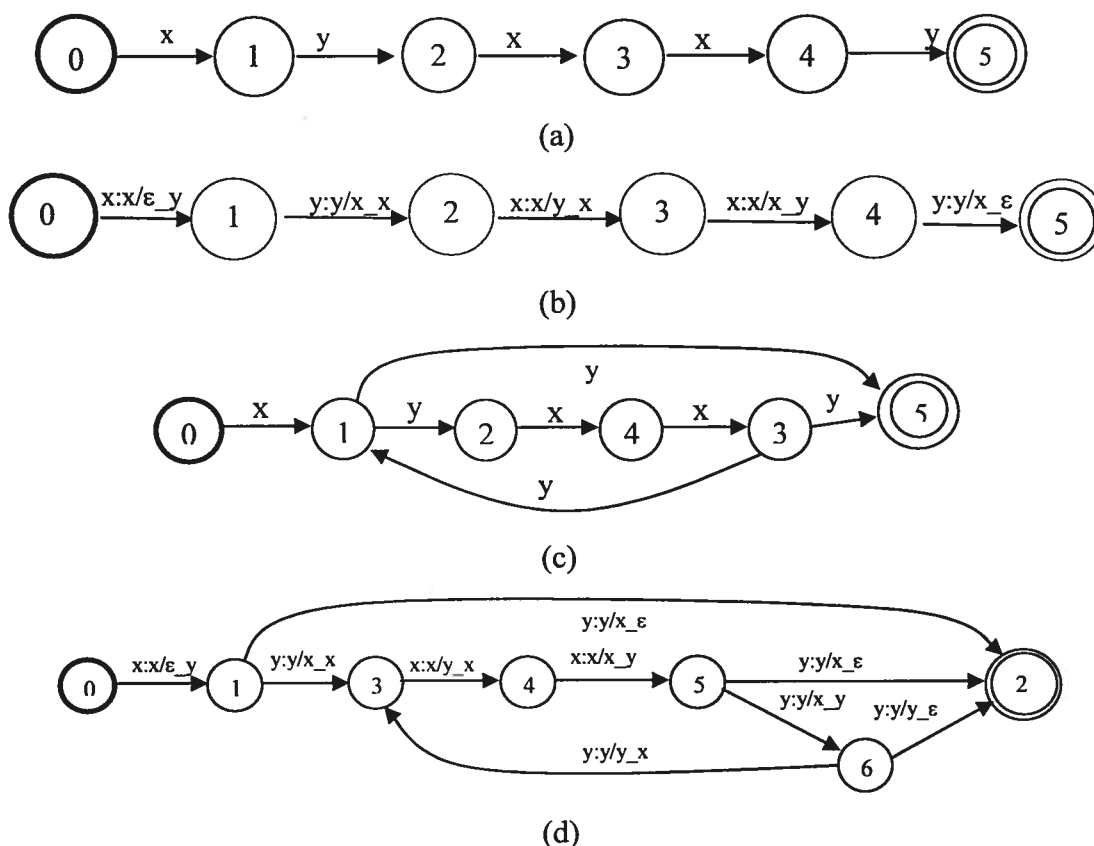 x y x x y
0 1 2 3 4 5
(a)
x:x/ε_y y:y/x_x x:x/y_x x:x/x_y y:y/x_ε
0 1 2 3 4 5
(b)
y
x y x x y
0 1 2 4 3 5
y
(c)
y:y/x_ε
x:x/ε_y y:y/x_x x:x/y_x x:x/x_y y:y/x_ε
0 1 3 4 5 2
y:y/x_y y:y/y_ε
y:y/y_x
6
(d)